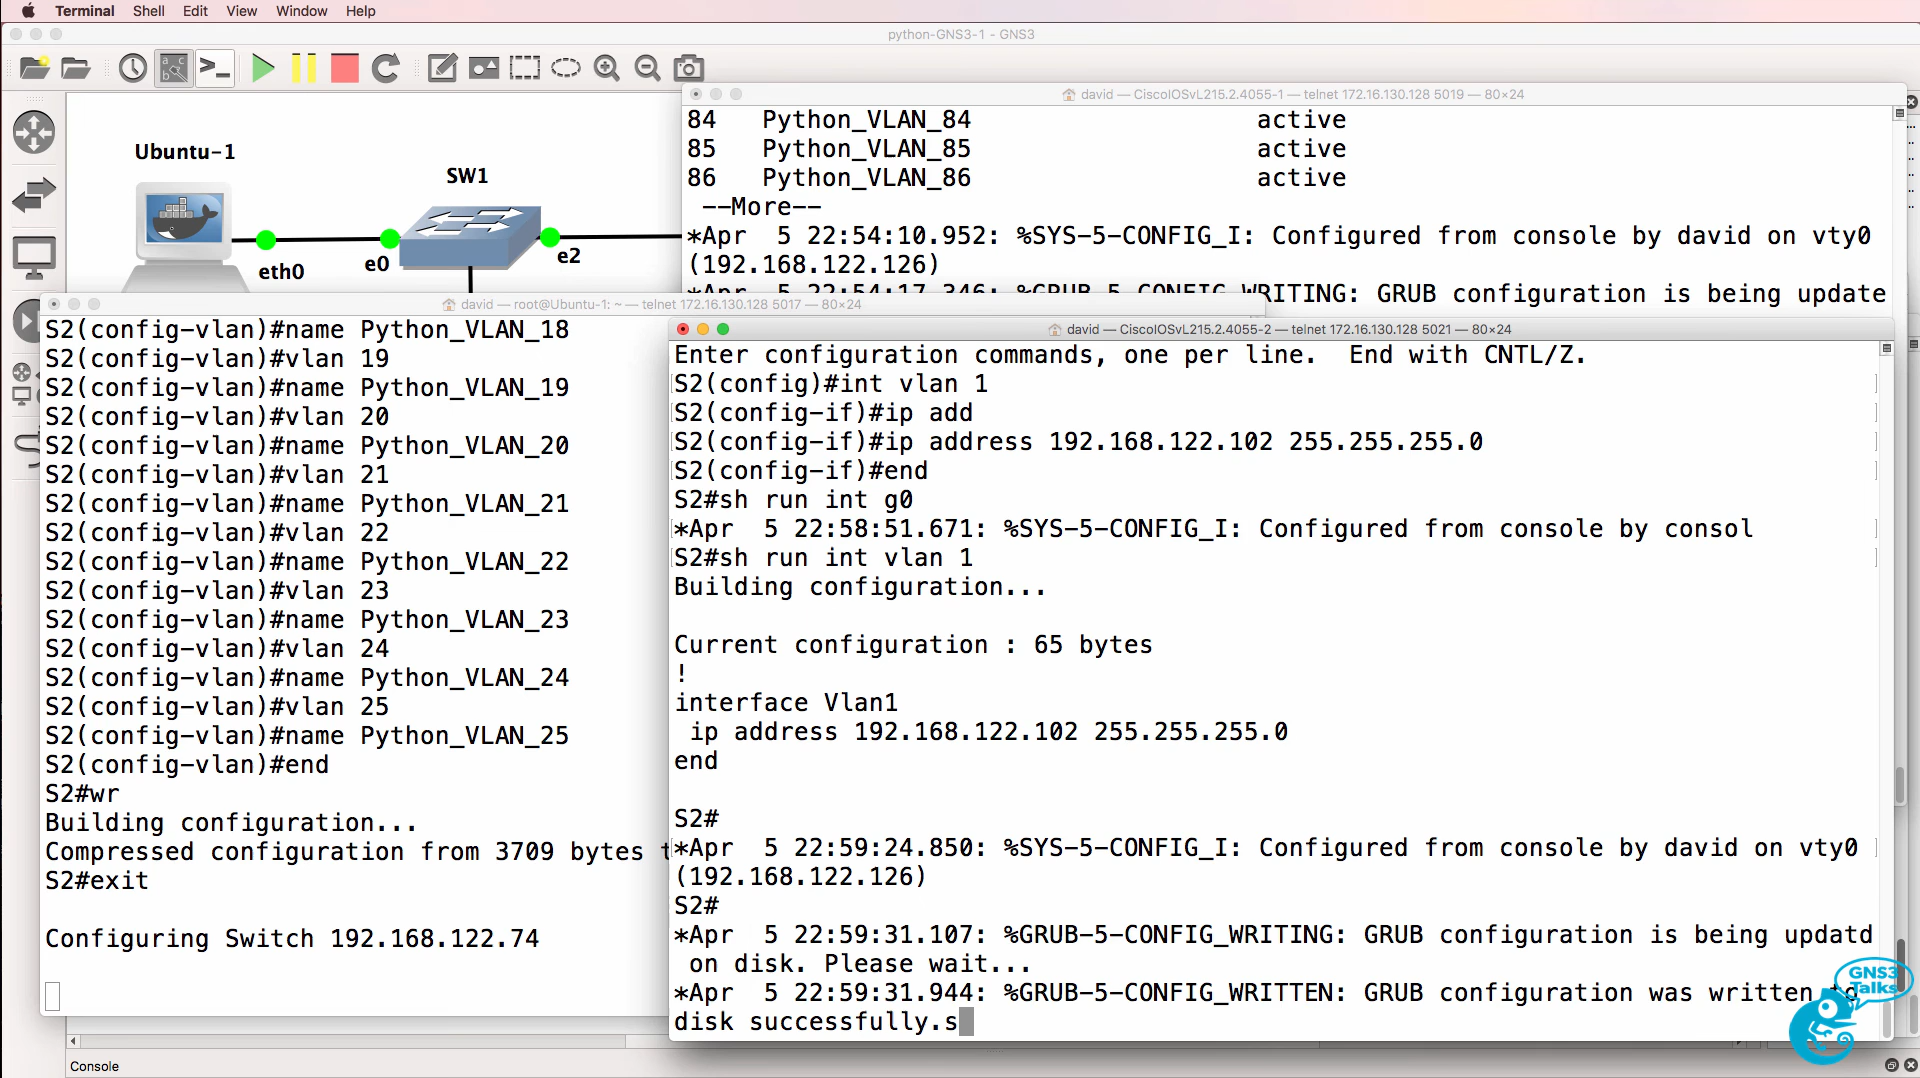 Terminal Shell Edit View Window Help
python-GNS3-1 - GNS3
david — CiscoIOSvL215.2.4055-1 — telnet 172.16.130.128 5019 — 80×24
84 Python_VLAN_84 active
85 Python_VLAN_85 active
86 Python_VLAN_86 active
--More--
*Apr 5 22:54:10.952: %SYS-5-CONFIG_I: Configured from console by david on vty0
(192.168.122.126)
*Apr 5 22:54:17.346: %GRUB-5-CONFIG_WRITING: GRUB configuration is being update
Ubuntu-1
SW1
eth0
e0
e2
david — root@Ubuntu-1: ~ — telnet 172.16.130.128 5017 — 80×24
S2(config-vlan)#name Python_VLAN_18
S2(config-vlan)#vlan 19
S2(config-vlan)#name Python_VLAN_19
S2(config-vlan)#vlan 20
S2(config-vlan)#name Python_VLAN_20
S2(config-vlan)#vlan 21
S2(config-vlan)#name Python_VLAN_21
S2(config-vlan)#vlan 22
S2(config-vlan)#name Python_VLAN_22
S2(config-vlan)#vlan 23
S2(config-vlan)#name Python_VLAN_23
S2(config-vlan)#vlan 24
S2(config-vlan)#name Python_VLAN_24
S2(config-vlan)#vlan 25
S2(config-vlan)#name Python_VLAN_25
S2(config-vlan)#end
S2#wr
Building configuration...
Compressed configuration from 3709 bytes t
S2#exit
Configuring Switch 192.168.122.74
david — CiscoIOSvL215.2.4055-2 — telnet 172.16.130.128 5021 — 80×24
Enter configuration commands, one per line. End with CNTL/Z.
S2(config)#int vlan 1
S2(config-if)#ip add
S2(config-if)#ip address 192.168.122.102 255.255.255.0
S2(config-if)#end
S2#sh run int g0
*Apr 5 22:58:51.671: %SYS-5-CONFIG_I: Configured from console by consol
S2#sh run int vlan 1
Building configuration...
Current configuration : 65 bytes
!
interface Vlan1
ip address 192.168.122.102 255.255.255.0
end
S2#
*Apr 5 22:59:24.850: %SYS-5-CONFIG_I: Configured from console by david on vty0
(192.168.122.126)
S2#
*Apr 5 22:59:31.107: %GRUB-5-CONFIG_WRITING: GRUB configuration is being updatd
on disk. Please wait...
*Apr 5 22:59:31.944: %GRUB-5-CONFIG_WRITTEN: GRUB configuration was written to
disk successfully.s
GNS3
Talks
Console